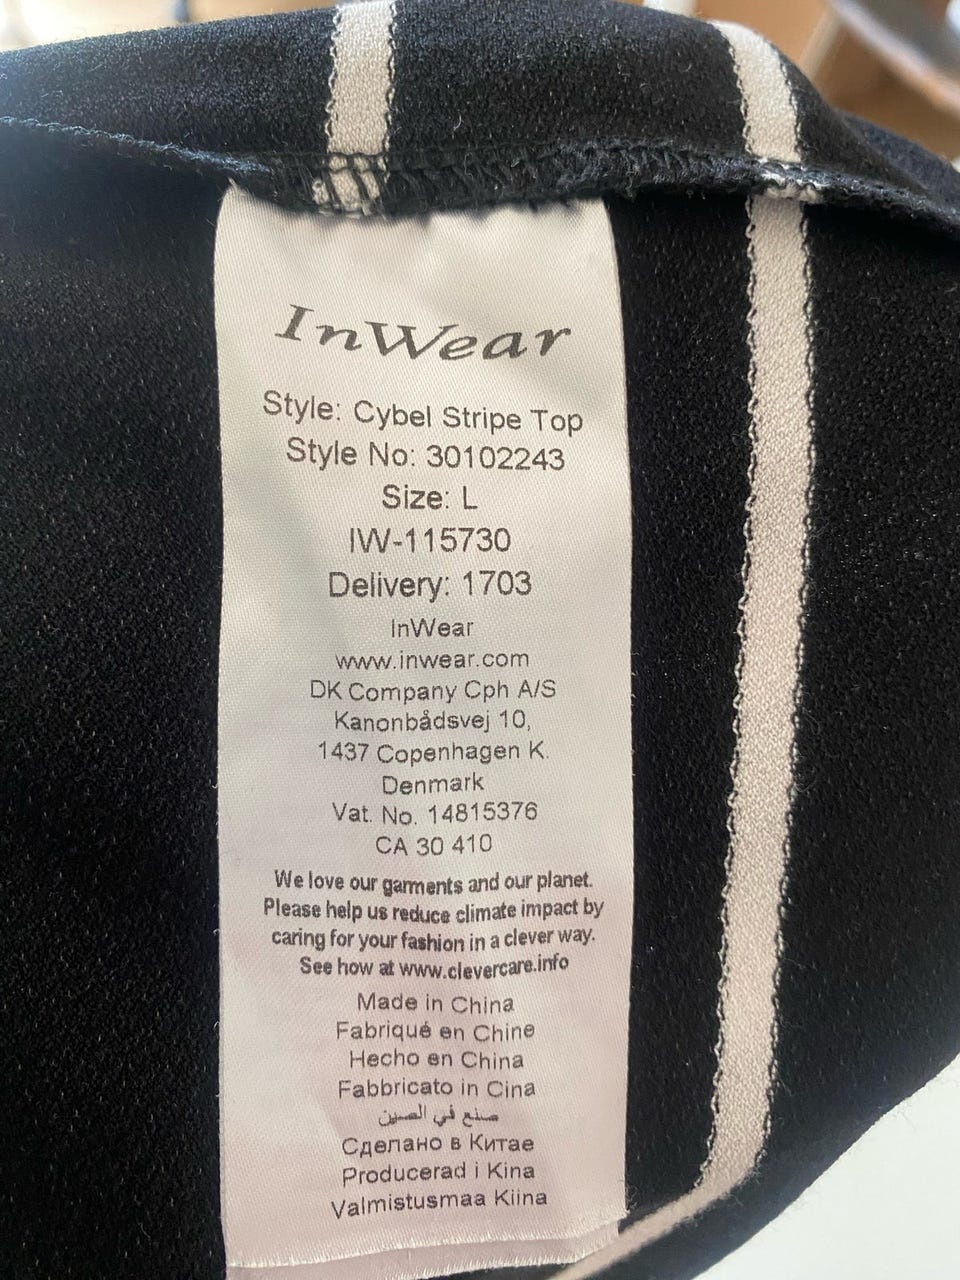 InWear
Style: Cybel Stripe Top
Style No: 30102243
Size: L
IW-115730
Delivery: 1703
InWear
www.inwear.com
DK Company Cph A/S
Kanonbådsvej 10,
1437 Copenhagen K.
Denmark
Vat. No. 14815376
CA 30 410
We love our garments and our planet.
Please help us reduce climate impact by
caring for your fashion in a clever way.
See how at www.clevercare.info
Made in China
Fabriqué en Chine
Hecho en China
Fabbricato in Cina
صنع في الصين
Сделано в Китае
Producerad i Kina
Valmistusmaa Kiina